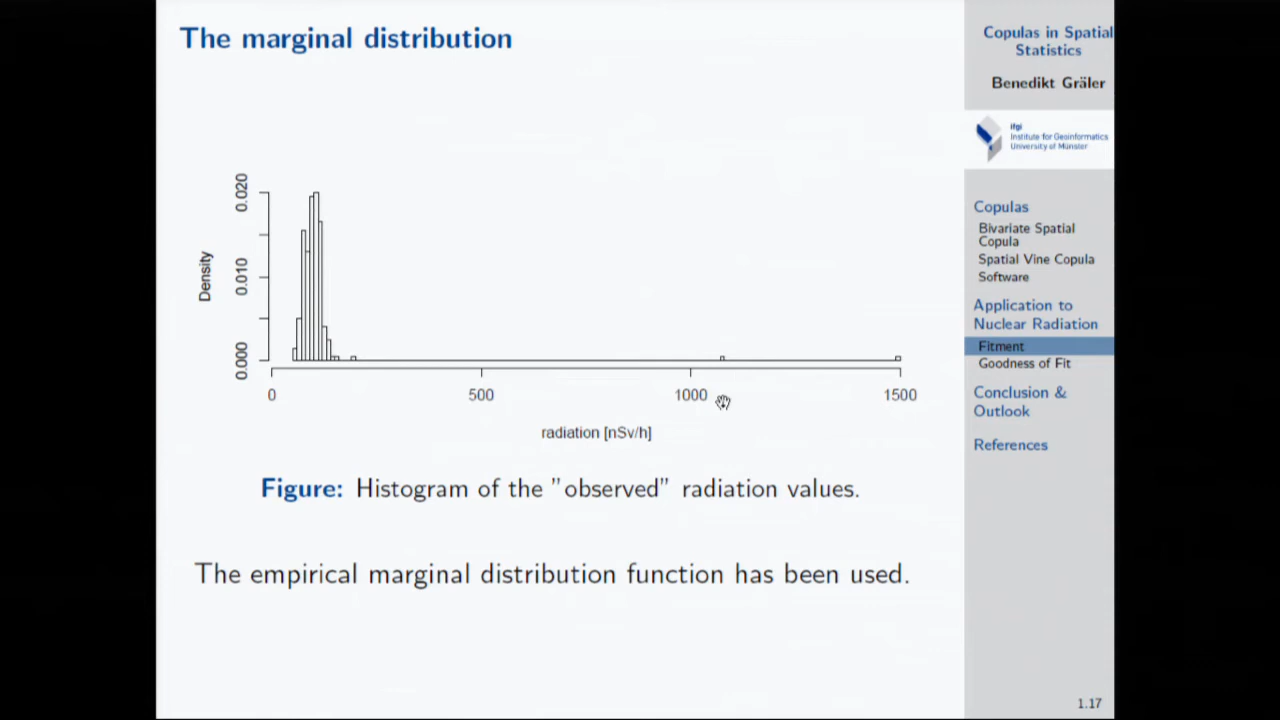 The marginal distribution
0.020
0.010
0.000
Density
0
500
1000
1500
radiation [nSv/h]
Figure: Histogram of the "observed" radiation values.
The empirical marginal distribution function has been used.
Copulas in Spatial
Statistics
Benedikt Gräler
ifgi
Institute for Geoinformatics
University of Münster
Copulas
Bivariate Spatial
Copula
Spatial Vine Copula
Software
Application to
Nuclear Radiation
Fitment
Goodness of Fit
Conclusion &
Outlook
References
1.17